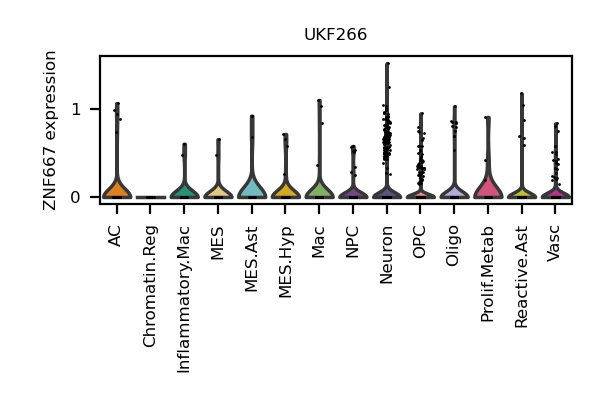 UKF266
ZNF667 expression
1
0
AC
Chromatin.Reg
Inflammatory.Mac
MES
MES.Ast
MES.Hyp
Mac
NPC
Neuron
OPC
Oligo
Prolif.Metab
Reactive.Ast
Vasc